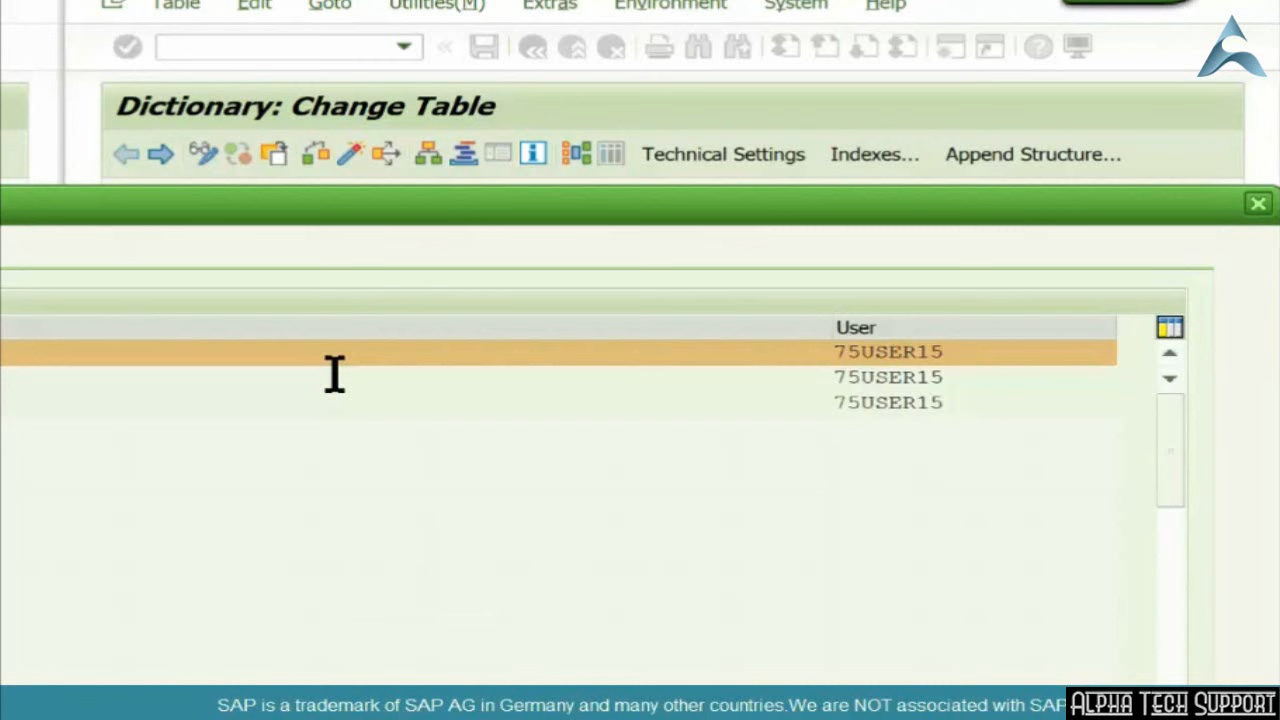 Table Edit Goto Utilities(M) Extras Environment System Help
Dictionary: Change Table
Technical Settings Indexes... Append Structure...
User
75USER15
75USER15
75USER15
SAP is a trademark of SAP AG in Germany and many other countries.We are NOT associated with SAP
ALPHA TECH SUPPORT